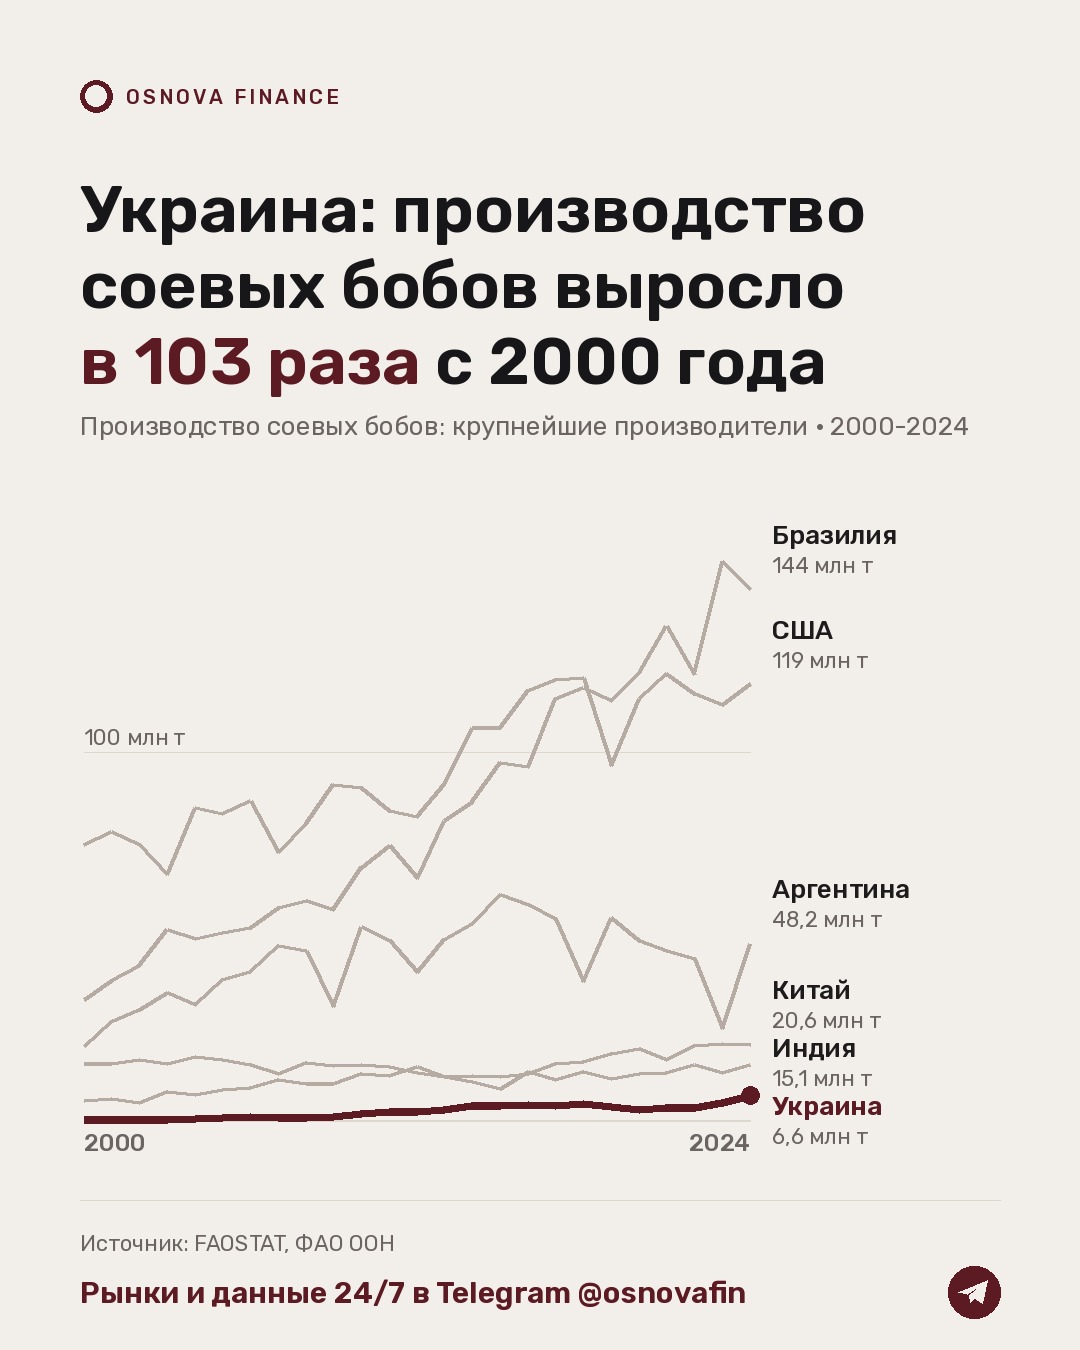 OSNOVA FINANCE
Украина: производство
соевых бобов выросло
в 103 раза с 2000 года
Производство соевых бобов: крупнейшие производители • 2000-2024
Бразилия
144 млн т
США
119 млн т
100 млн т
Аргентина
48,2 млн т
Китай
20,6 млн т
Индия
15,1 млн т
Украина
6,6 млн т
2000
2024
Источник: FAOSTAT, ФАО ООН
Рынки и данные 24/7 в Telegram @osnovafin